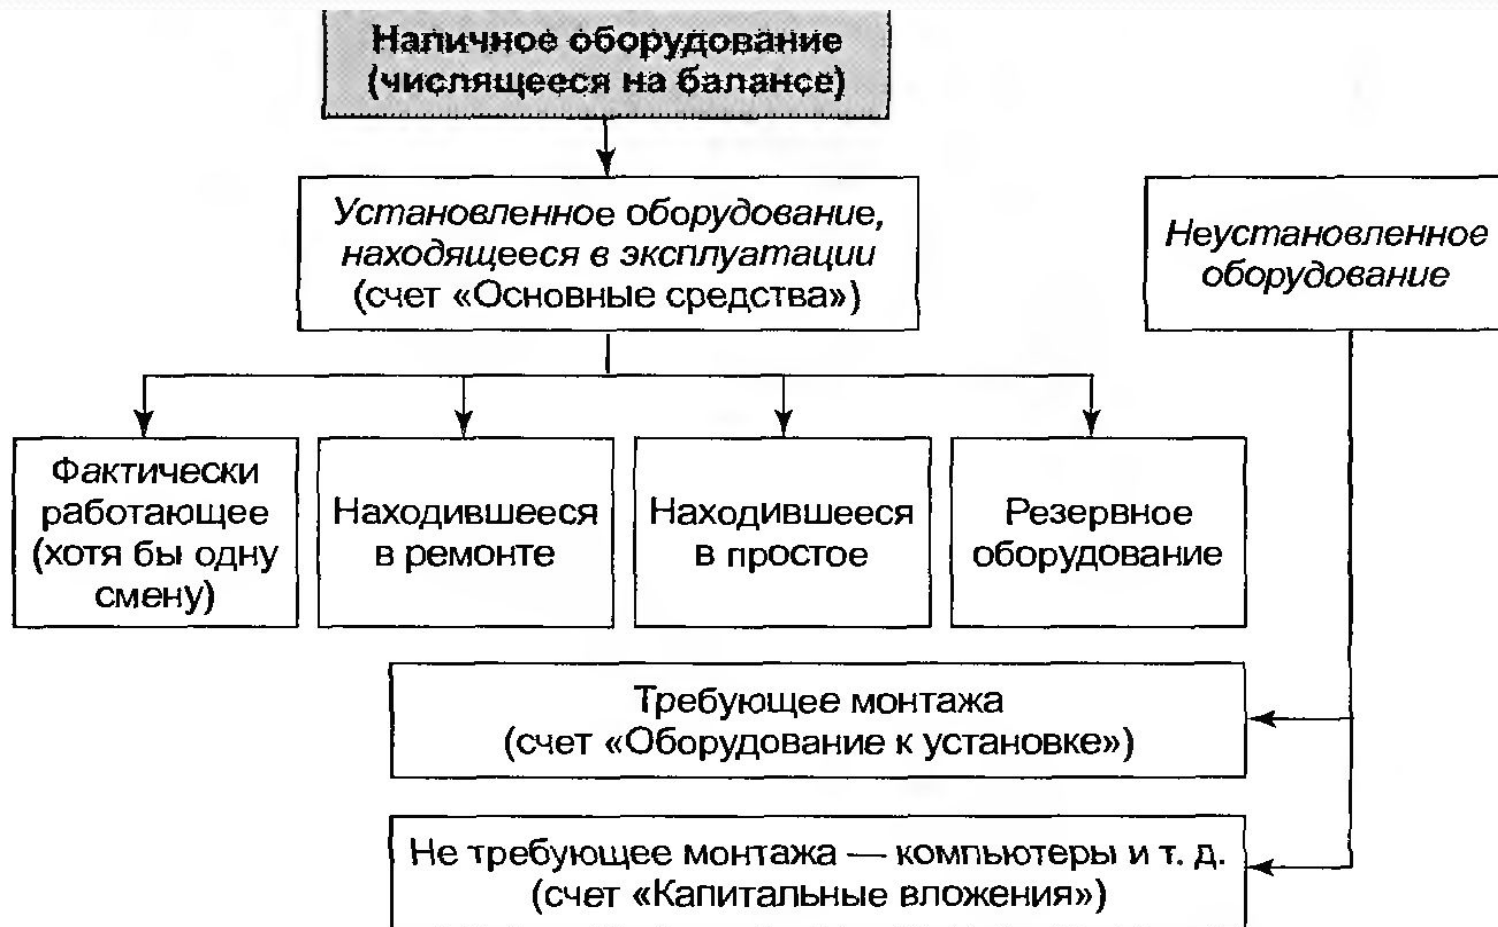 Наличное оборудование
(числящееся на балансе)
Установленное оборудование,
находящееся в эксплуатации
(счет «Основные средства»)
Неустановленное
оборудование
Фактически
работающее
(хотя бы одну
смену)
Находившееся
в ремонте
Находившееся
в простое
Резервное
оборудование
Требующее монтажа
(счет «Оборудование к установке»)
Не требующее монтажа — компьютеры и т. д.
(счет «Капитальные вложения»)